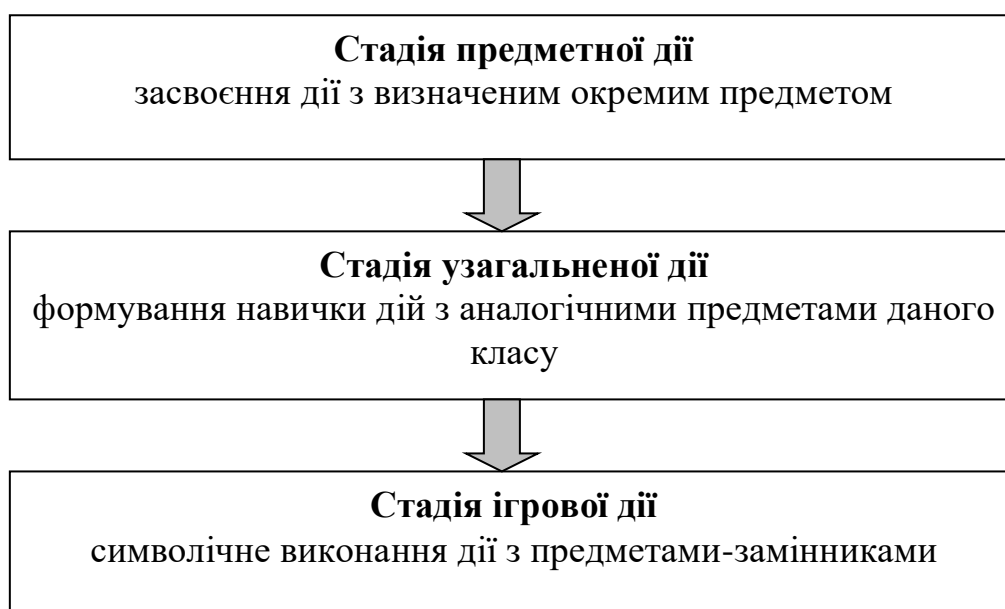 Стадія предметної дії
засвоєння дії з визначеним окремим предметом
Стадія узагальненої дії
формування навички дій з аналогічними предметами даного
класу
Стадія ігрової дії
символічне виконання дії з предметами-замінниками